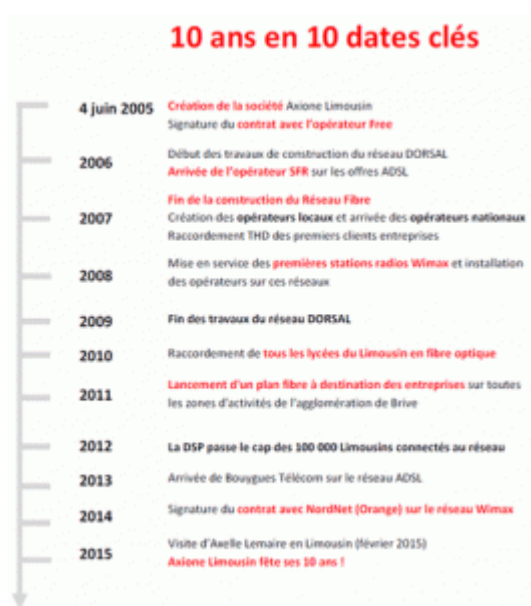 10 ans en 10 dates clés
4 juin 2005
Création de la société Axione Limousin
Signature du contrat avec l'opérateur Free
2006
Début des travaux de construction du réseau DORSAL
Arrivée de l'opérateur SFR sur les offres ADSL
2007
Fin de la construction du Réseau Fibre
Création des opérateurs locaux et arrivée des opérateurs nationaux
Raccordement THD des premiers clients entreprises
2008
Mise en service des premières stations radios Wimax et installation
des opérateurs sur ces réseaux
2009
Fin des travaux du réseau DORSAL
2010
Raccordement de tous les lycées du Limousin en fibre optique
2011
Lancement d'un plan fibre à destination des entreprises sur toutes
les zones d'activités de l'agglomération de Brive
2012
La DSP passe le cap des 100 000 Limousins connectés au réseau
2013
Arrivée de Bouygues Télécom sur le réseau ADSL
2014
Signature du contrat avec NordNet (Orange) sur le réseau Wimax
2015
Visite d'Axelle Lemaire en Limousin (février 2015)
Axione Limousin fête ses 10 ans !